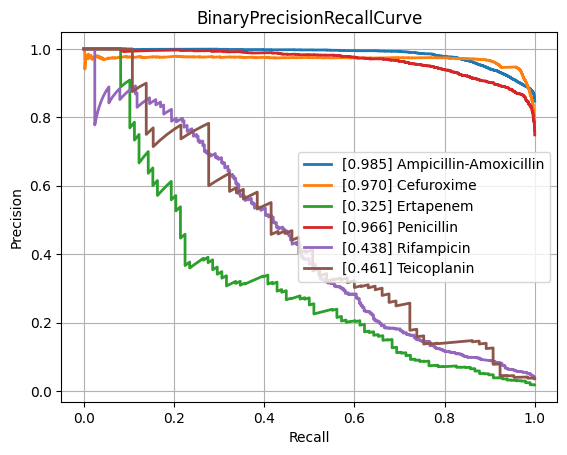 BinaryPrecisionRecallCurve
Precision
1.0
0.8
0.6
0.4
0.2
0.0
[0.985] Ampicillin-Amoxicillin
[0.970] Cefuroxime
[0.325] Ertapenem
[0.966] Penicillin
[0.438] Rifampicin
[0.461] Teicoplanin
0.0 0.2 0.4 0.6 0.8 1.0
Recall